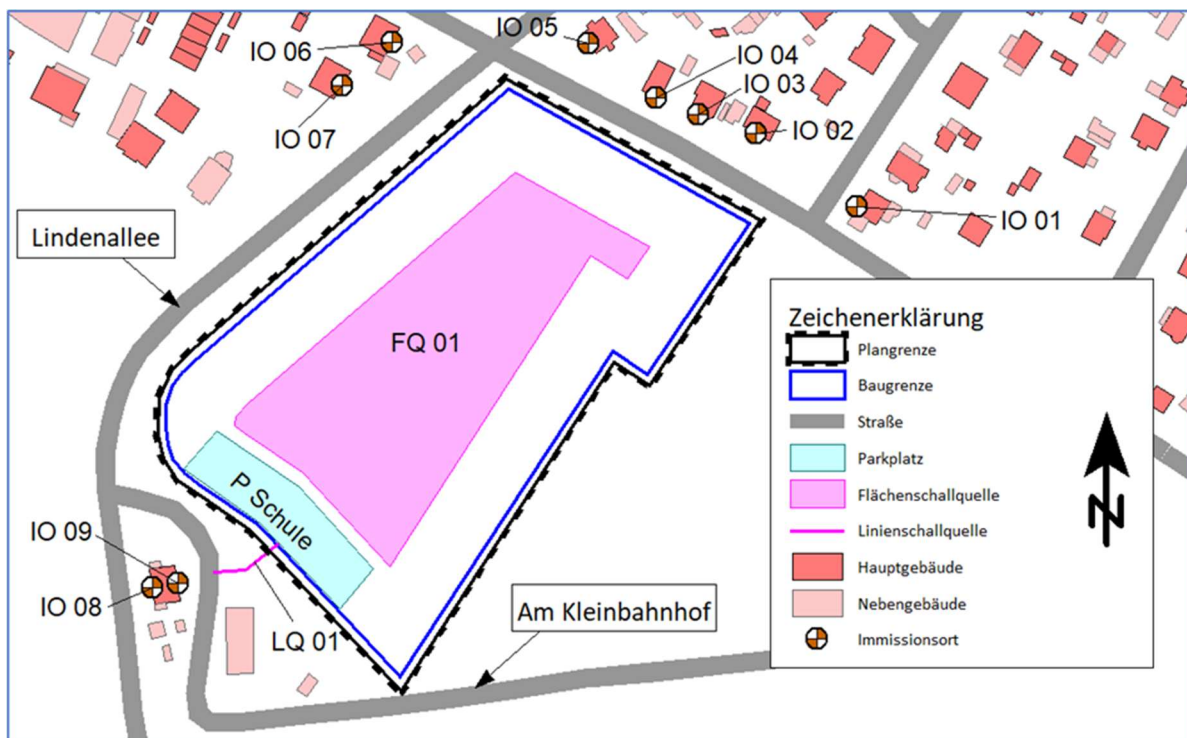 IO 05
IO 06
IO 04
IO 03
IO 07
IO 02
IO 01
Lindenallee
FQ 01
P Schule
IO 09
IO 08
LQ 01
Am Kleinbahnhof
Zeichenerklärung
Plangrenze
Baugrenze
Straße
Parkplatz
Flächenschallquelle
Linienschallquelle
Hauptgebäude
Nebengebäude
Immissionsort
N